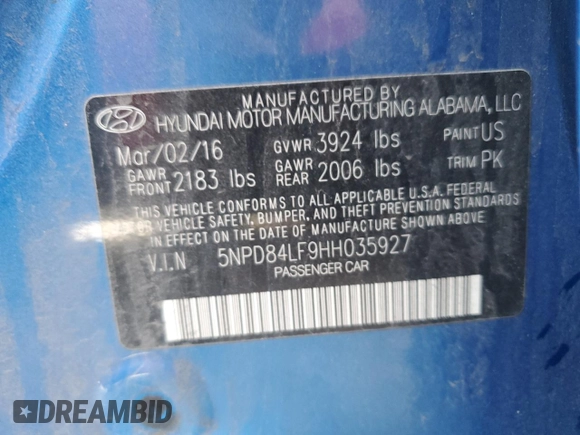 MANUFACTURED BY
HYUNDAI MOTOR MANUFACTURING ALABAMA, LLC
Mar/02/16 GVWR 3924 lbs PAINT US
GAWR FRONT 2183 lbs GAWR REAR 2006 lbs TRIM PK
THIS VEHICLE CONFORMS TO ALL APPLICABLE U.S.A. FEDERAL
MOTOR VEHICLE SAFETY, BUMPER, AND THEFT PREVENTION STANDARDS
IN EFFECT ON THE DATE OF MANUFACTURE SHOWN ABOVE.
V.I.N 5NPD84LF9HH035927
PASSENGER CAR
DREAMBID